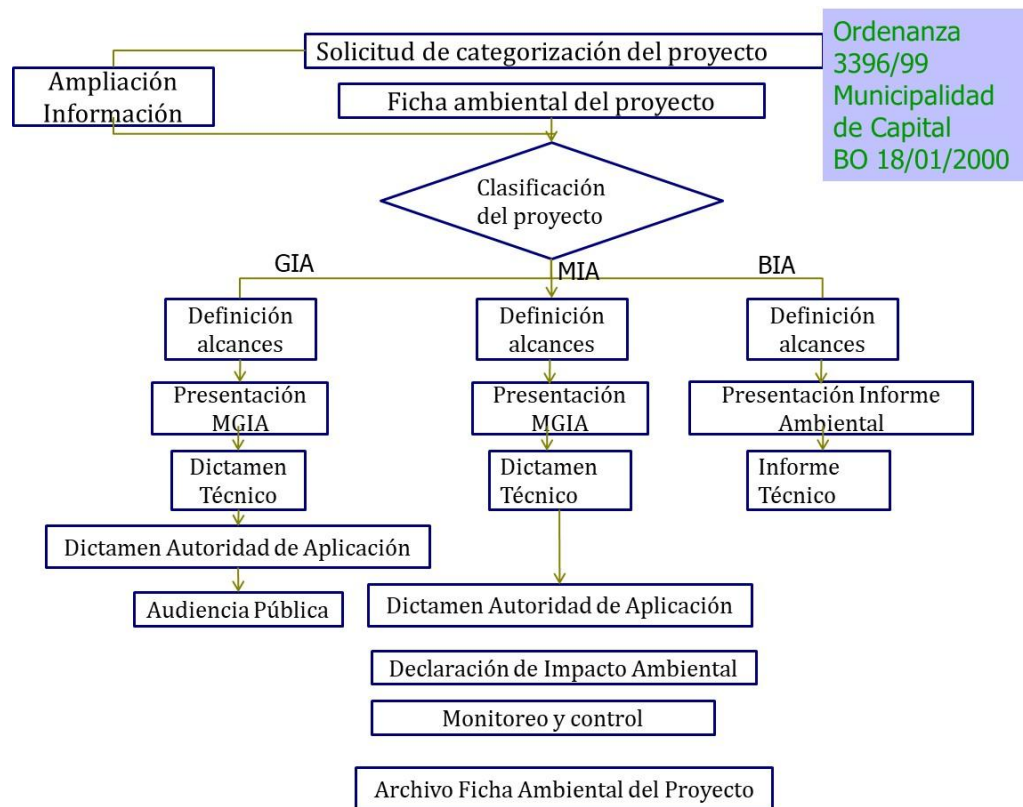 Solicitud de categorización del proyecto
Ordenanza
3396/99
Municipalidad
de Capital
BO 18/01/2000
Ampliación
Información
Ficha ambiental del proyecto
Clasificación
del proyecto
GIA
MIA
BIA
Definición
alcances
Definición
alcances
Definición
alcances
Presentación
MGIA
Presentación
MGIA
Presentación Informe
Ambiental
Dictamen
Técnico
Dictamen
Técnico
Informe
Técnico
Dictamen Autoridad de Aplicación
Audiencia Pública
Dictamen Autoridad de Aplicación
Declaración de Impacto Ambiental
Monitoreo y control
Archivo Ficha Ambiental del Proyecto